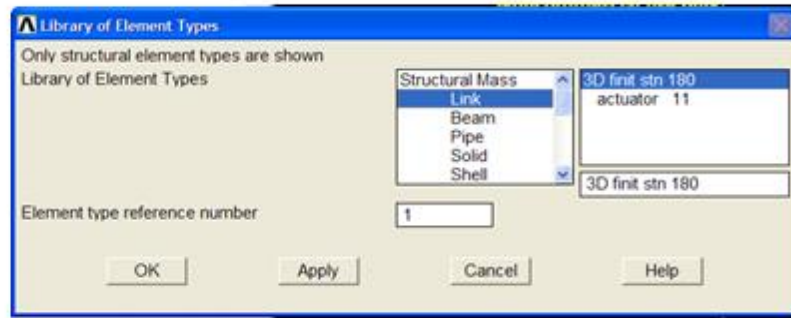 Library of Element Types
Only structural element types are shown
Library of Element Types
Structural Mass
Link
Beam
Pipe
Solid
Shell
3D finit stn 180
actuator 11
3D finit stn 180
Element type reference number
1
OK
Apply
Cancel
Help